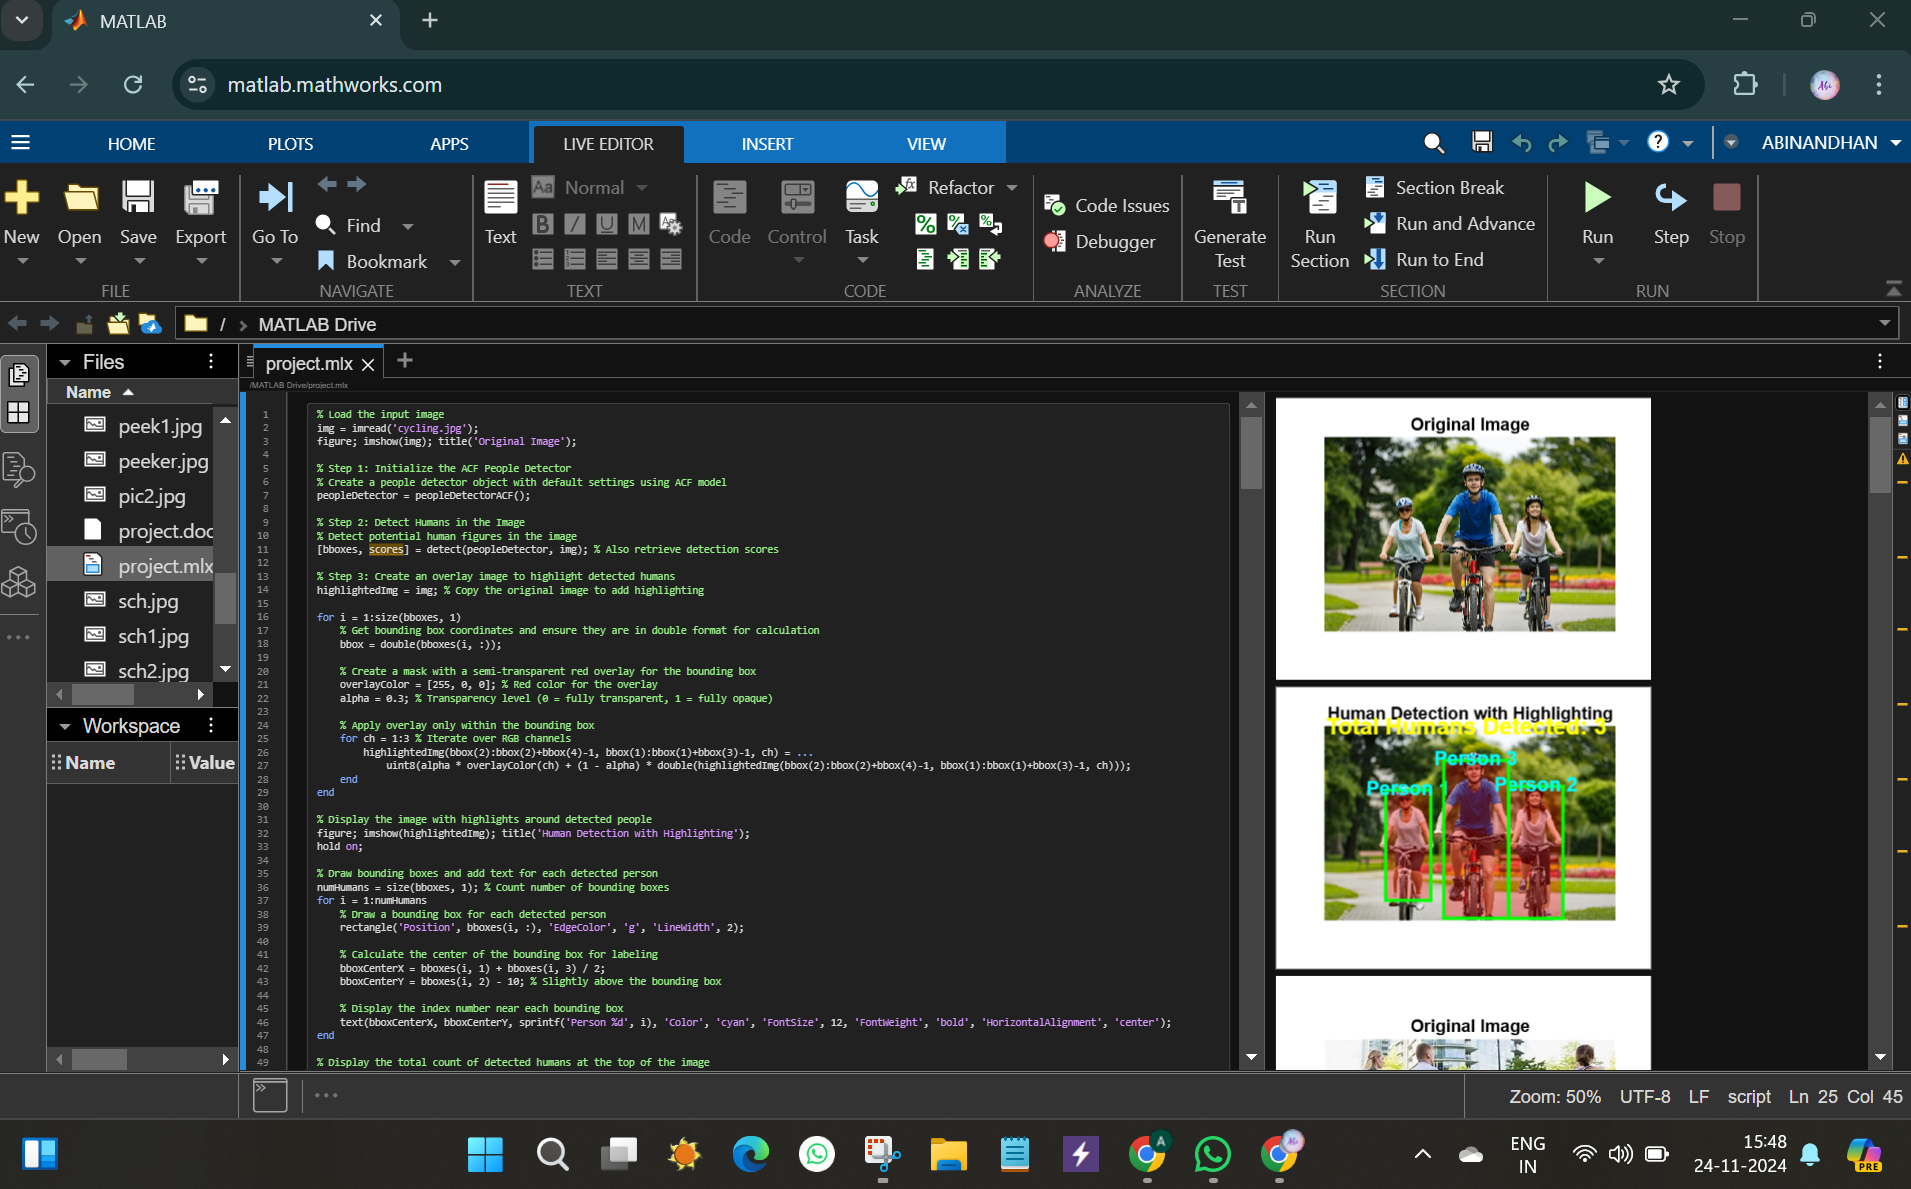 MATLAB
matlab.mathworks.com
HOME PLOTS APPS LIVE EDITOR INSERT VIEW ABINANDHAN
New Open Save Export
FILE
Go To Find Bookmark
NAVIGATE
Text Aa Normal
B I U M
TEXT
Code Control Task Refactor
CODE
Code Issues
Debugger
ANALYZE
Generate Test
TEST
Run Section
Section Break
Run and Advance
Run to End
SECTION
Run Step Stop
RUN
/ > MATLAB Drive
Files
Name
peek1.jpg
peeker.jpg
pic2.jpg
project.doc
project.mlx
sch.jpg
sch1.jpg
sch2.jpg
Workspace
Name Value
project.mlx
/MATLAB Drive/project.mlx
1 % Load the input image
2 img = imread('cycling.jpg');
3 figure; imshow(img); title('Original Image');
4
5 % Step 1: Initialize the ACF People Detector
6 % Create a people detector object with default settings using ACF model
7 peopleDetector = peopleDetectorACF();
8
9 % Step 2: Detect Humans in the Image
10 % Detect potential human figures in the image
11 [bboxes, scores] = detect(peopleDetector, img); % Also retrieve detection scores
12
13 % Step 3: Create an overlay image to highlight detected humans
14 highlightedImg = img; % Copy the original image to add highlighting
15
16 for i = 1:size(bboxes, 1)
17 % Get bounding box coordinates and ensure they are in double format for calculation
18 bbox = double(bboxes(i, :));
19
20 % Create a mask with a semi-transparent red overlay for the bounding box
21 overlayColor = [255, 0, 0]; % Red color for the overlay
22 alpha = 0.3; % Transparency level (0 = fully transparent, 1 = fully opaque)
23
24 % Apply overlay only within the bounding box
25 for ch = 1:3 % Iterate over RGB channels
26 highlightedImg(bbox(2):bbox(2)+bbox(4)-1, bbox(1):bbox(1)+bbox(3)-1, ch) = ...
27 uint8(alpha * overlayColor(ch) + (1 - alpha) * double(highlightedImg(bbox(2):bbox(2)+bbox(4)-1, bbox(1):bbox(1)+bbox(3)-1, ch)));
28 end
29 end
30
31 % Display the image with highlights around detected people
32 figure; imshow(highlightedImg); title('Human Detection with Highlighting');
33 hold on;
34
35 % Draw bounding boxes and add text for each detected person
36 numHumans = size(bboxes, 1); % Count number of bounding boxes
37 for i = 1:numHumans
38 % Draw a bounding box for each detected person
39 rectangle('Position', bboxes(i, :), 'EdgeColor', 'g', 'LineWidth', 2);
40
41 % Calculate the center of the bounding box for labeling
42 bboxCenterX = bboxes(i, 1) + bboxes(i, 3) / 2;
43 bboxCenterY = bboxes(i, 2) - 10; % Slightly above the bounding box
44
45 % Display the index number near each bounding box
46 text(bboxCenterX, bboxCenterY, sprintf('Person %d', i), 'Color', 'cyan', 'FontSize', 12, 'FontWeight', 'bold', 'HorizontalAlignment', 'center');
47 end
48
49 % Display the total count of detected humans at the top of the image
Original Image
Human Detection with Highlighting
Total Humans Detected: 3
Person 3
Person
Person 2
Original Image
Zoom: 50% UTF-8 LF script Ln 25 Col 45
ENG
IN
15:48
24-11-2024
PRE